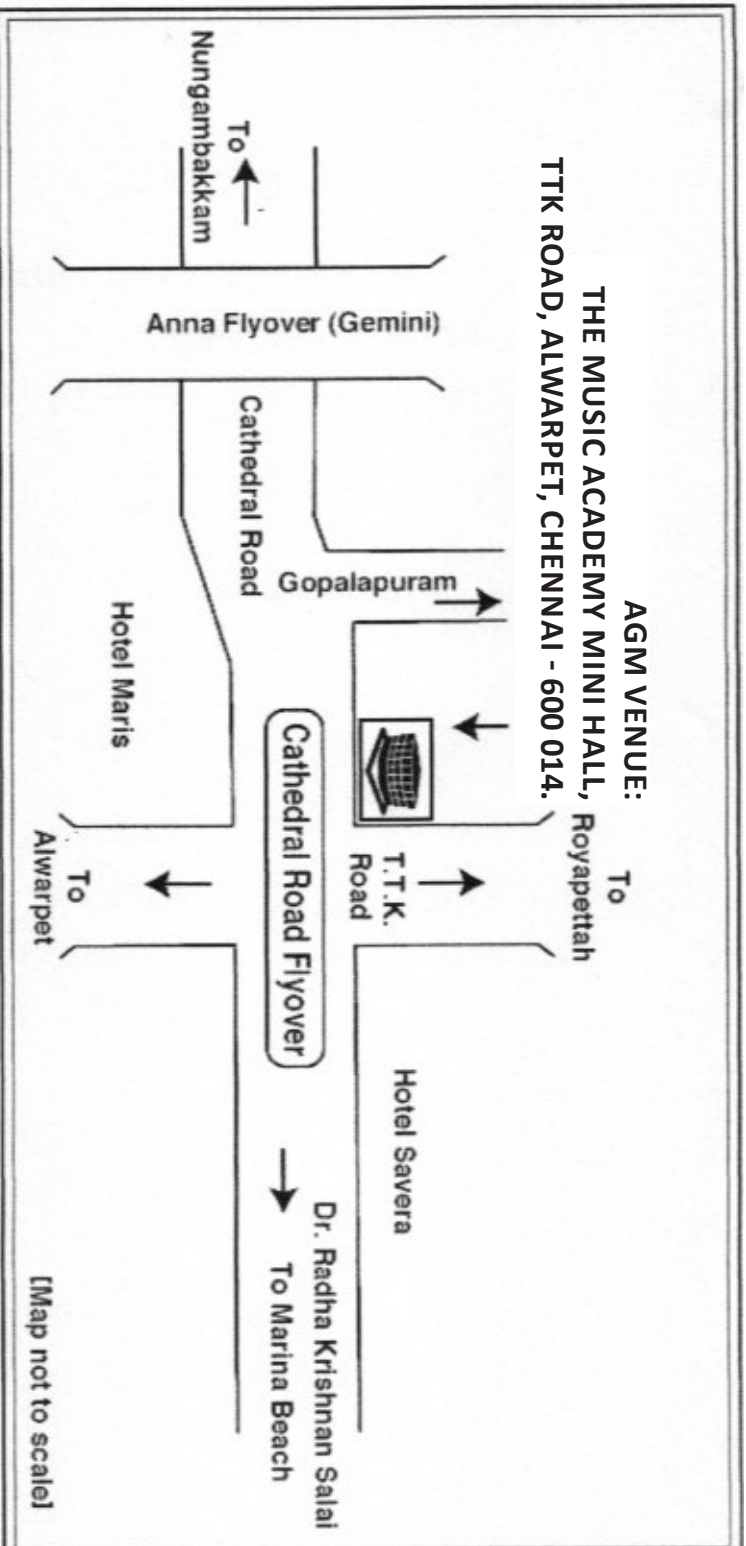 AGM VENUE:
THE MUSIC ACADEMY MINI HALL,
TTK ROAD, ALWARPET, CHENNAI - 600 014.
To
Royapettah
Gopalapuram
T.T.K.
Road
Hotel Savera
To
Nungambakkam
Anna Flyover (Gemini)
Cathedral Road
Cathedral Road Flyover
Dr. Radha Krishnan Salai
To Marina Beach
Hotel Maris
To
Alwarpet
[Map not to scale]